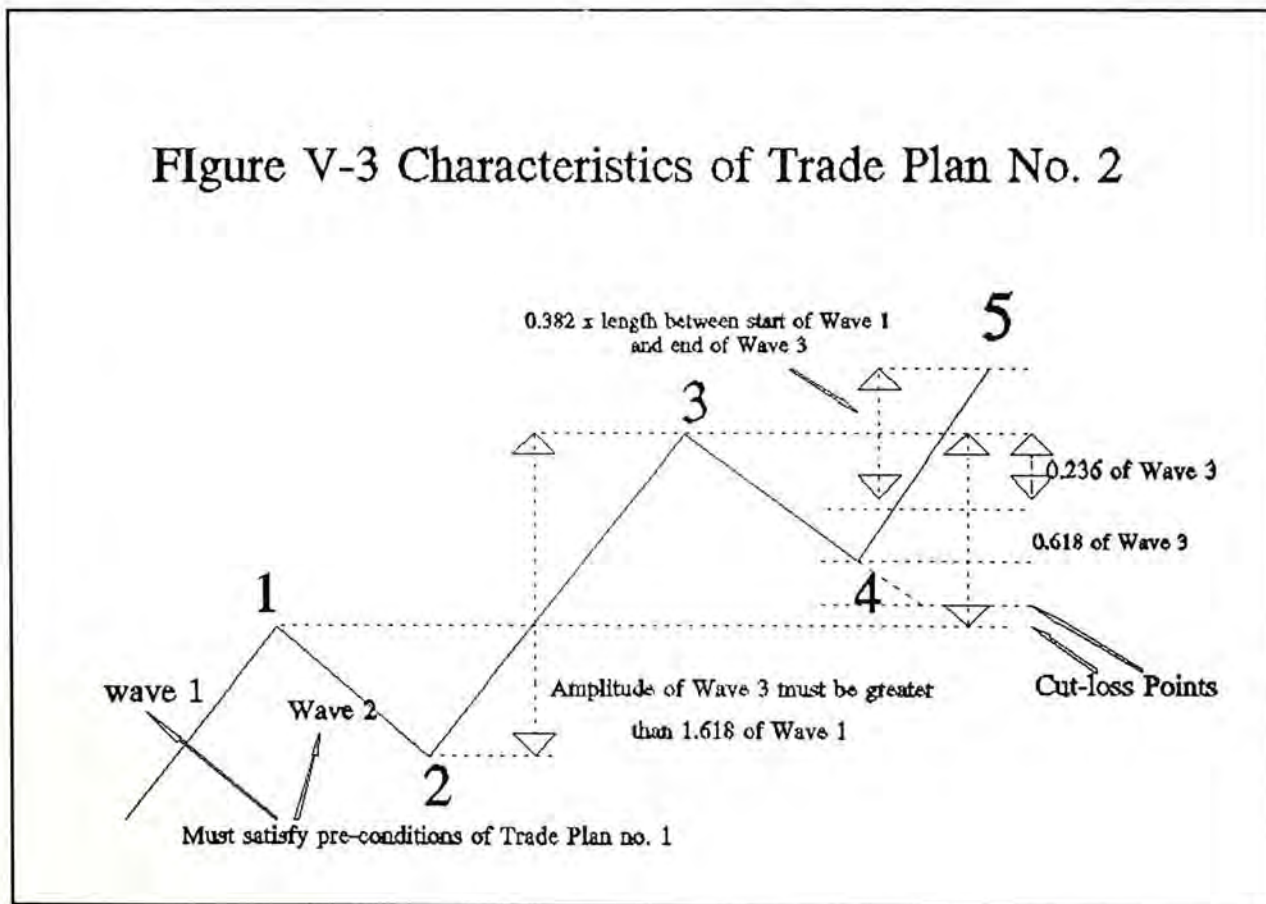 FIgure V-3 Characteristics of Trade Plan No. 2
0.382 x length between start of Wave 1
and end of Wave 3
5
3
0.236 of Wave 3
0.618 of Wave 3
1
4
wave 1
Wave 2
Amplitude of Wave 3 must be greater
than 1.618 of Wave 1
Cut-loss Points
2
Must satisfy pre-conditions of Trade Plan no. 1